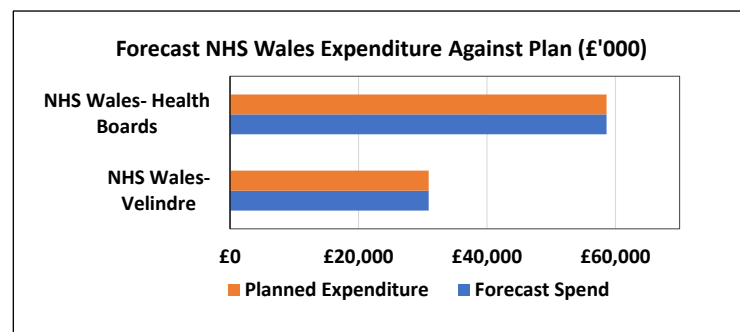 Forecast NHS Wales Expenditure Against Plan (£'000)
NHS Wales- Health
Boards
NHS Wales-
Velindre
£0 £20,000 £40,000 £60,000
Planned Expenditure Forecast Spend